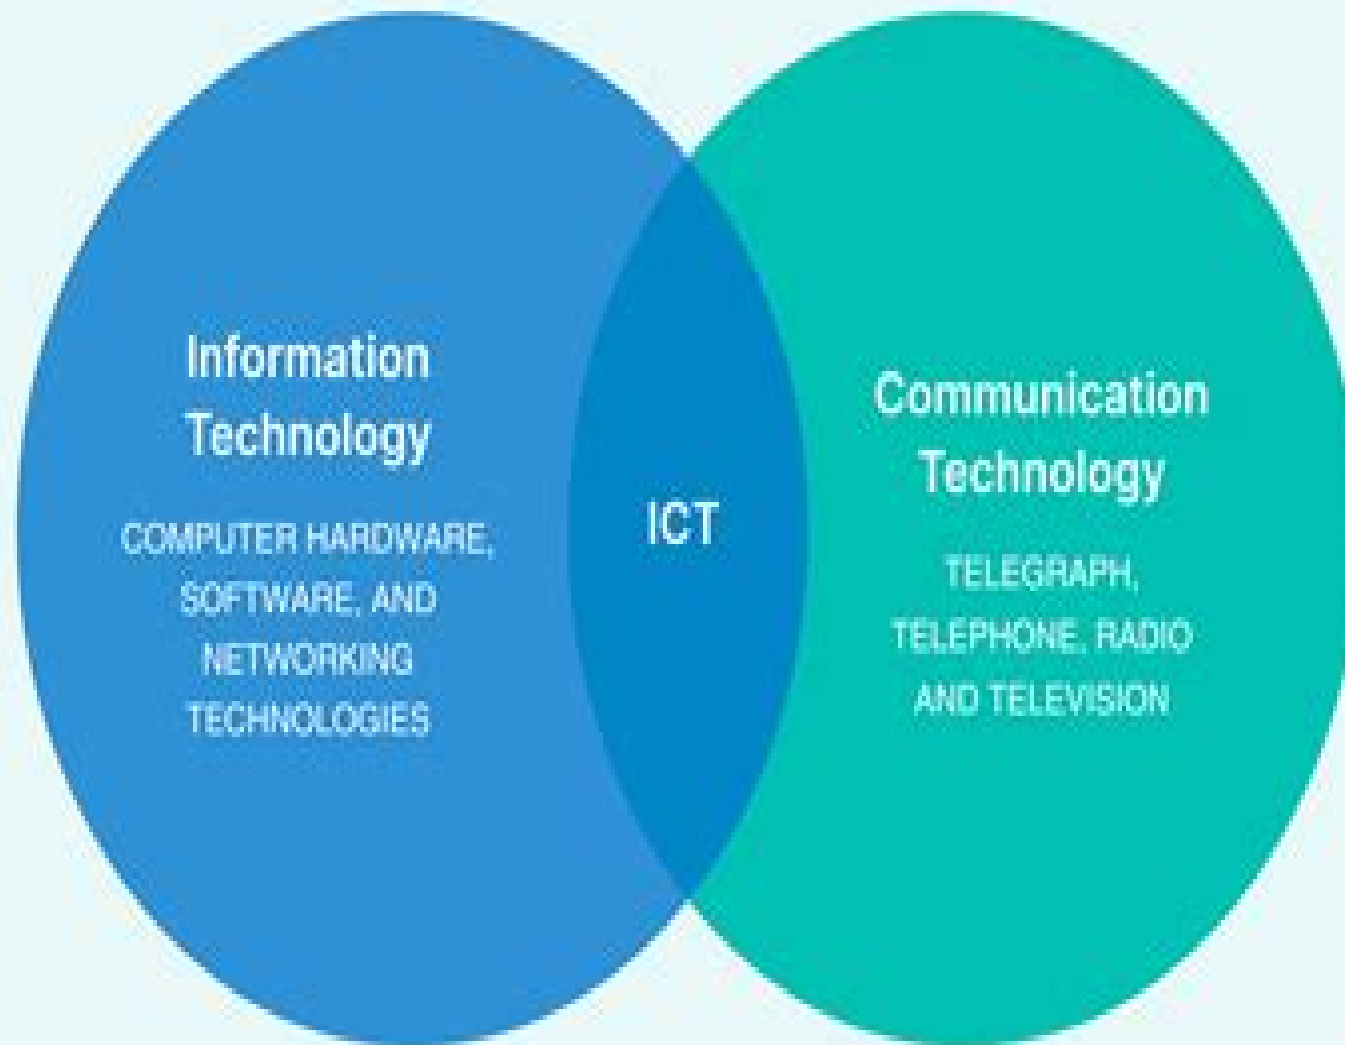 Information
Technology
COMPUTER HARDWARE,
SOFTWARE, AND
NETWORKING
TECHNOLOGIES
ICT
Communication
Technology
TELEGRAPH,
TELEPHONE, RADIO
AND TELEVISION